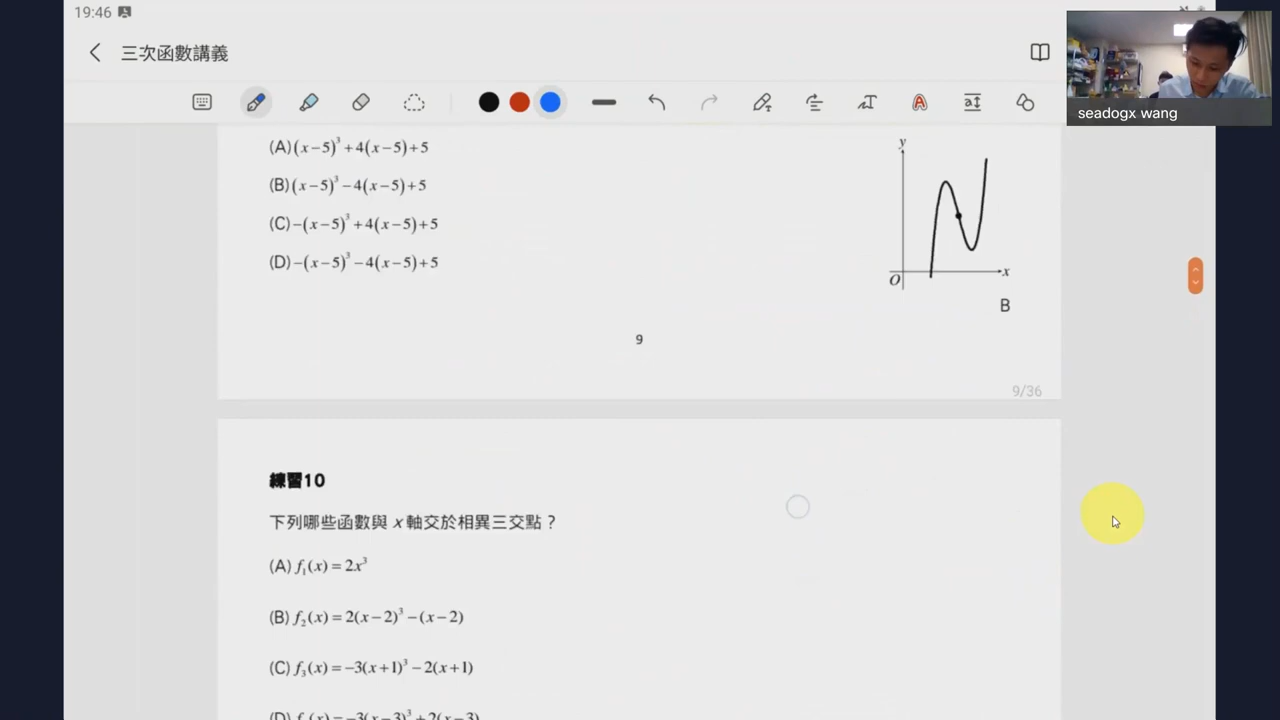 19:46
三次函數講義
seadogx wang
(A)(x−5)³+4(x−5)+5
(B)(x−5)³−4(x−5)+5
(C)−(x−5)³+4(x−5)+5
(D)−(x−5)³−4(x−5)+5
y
O
x
B
9
9/36
練習10
下列哪些函數與 x 軸交於相異三交點？
(A) f₁(x)=2x³
(B) f₂(x)=2(x−2)³−(x−2)
(C) f₃(x)=−3(x+1)³−2(x+1)